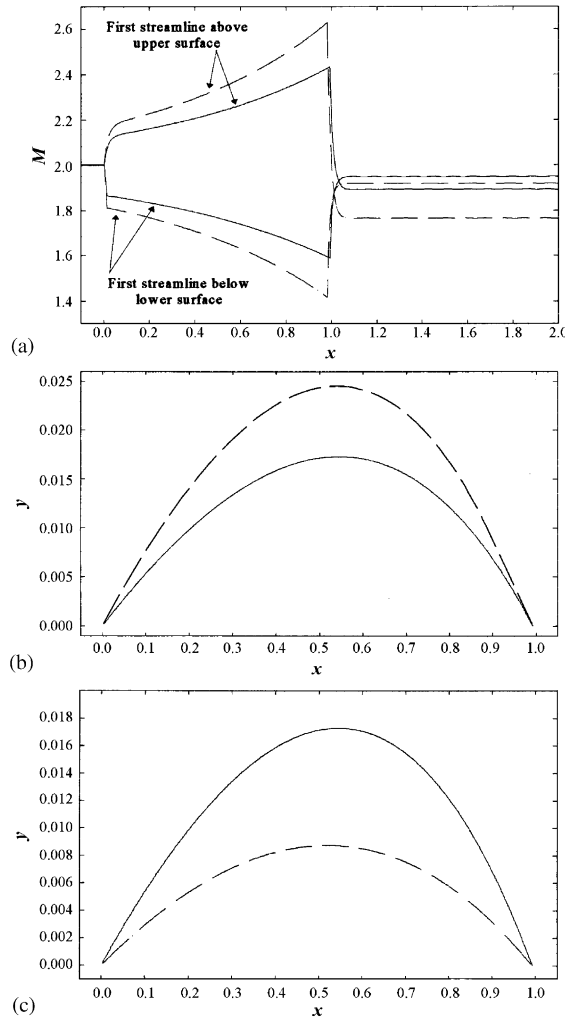 First streamline above
upper surface
2.6
2.4
2.2
2.0
1.8
1.6
1.4
M
First streamline below
lower surface
0.0 0.2 0.4 0.6 0.8 1.0 1.2 1.4 1.6 1.8 2.0
x
(a)
0.025
0.020
0.015
0.010
0.005
0.000
y
0.0 0.1 0.2 0.3 0.4 0.5 0.6 0.7 0.8 0.9 1.0
x
(b)
0.018
0.016
0.014
0.012
0.010
0.008
0.006
0.004
0.002
0.000
y
0.0 0.1 0.2 0.3 0.4 0.5 0.6 0.7 0.8 0.9 1.0
x
(c)